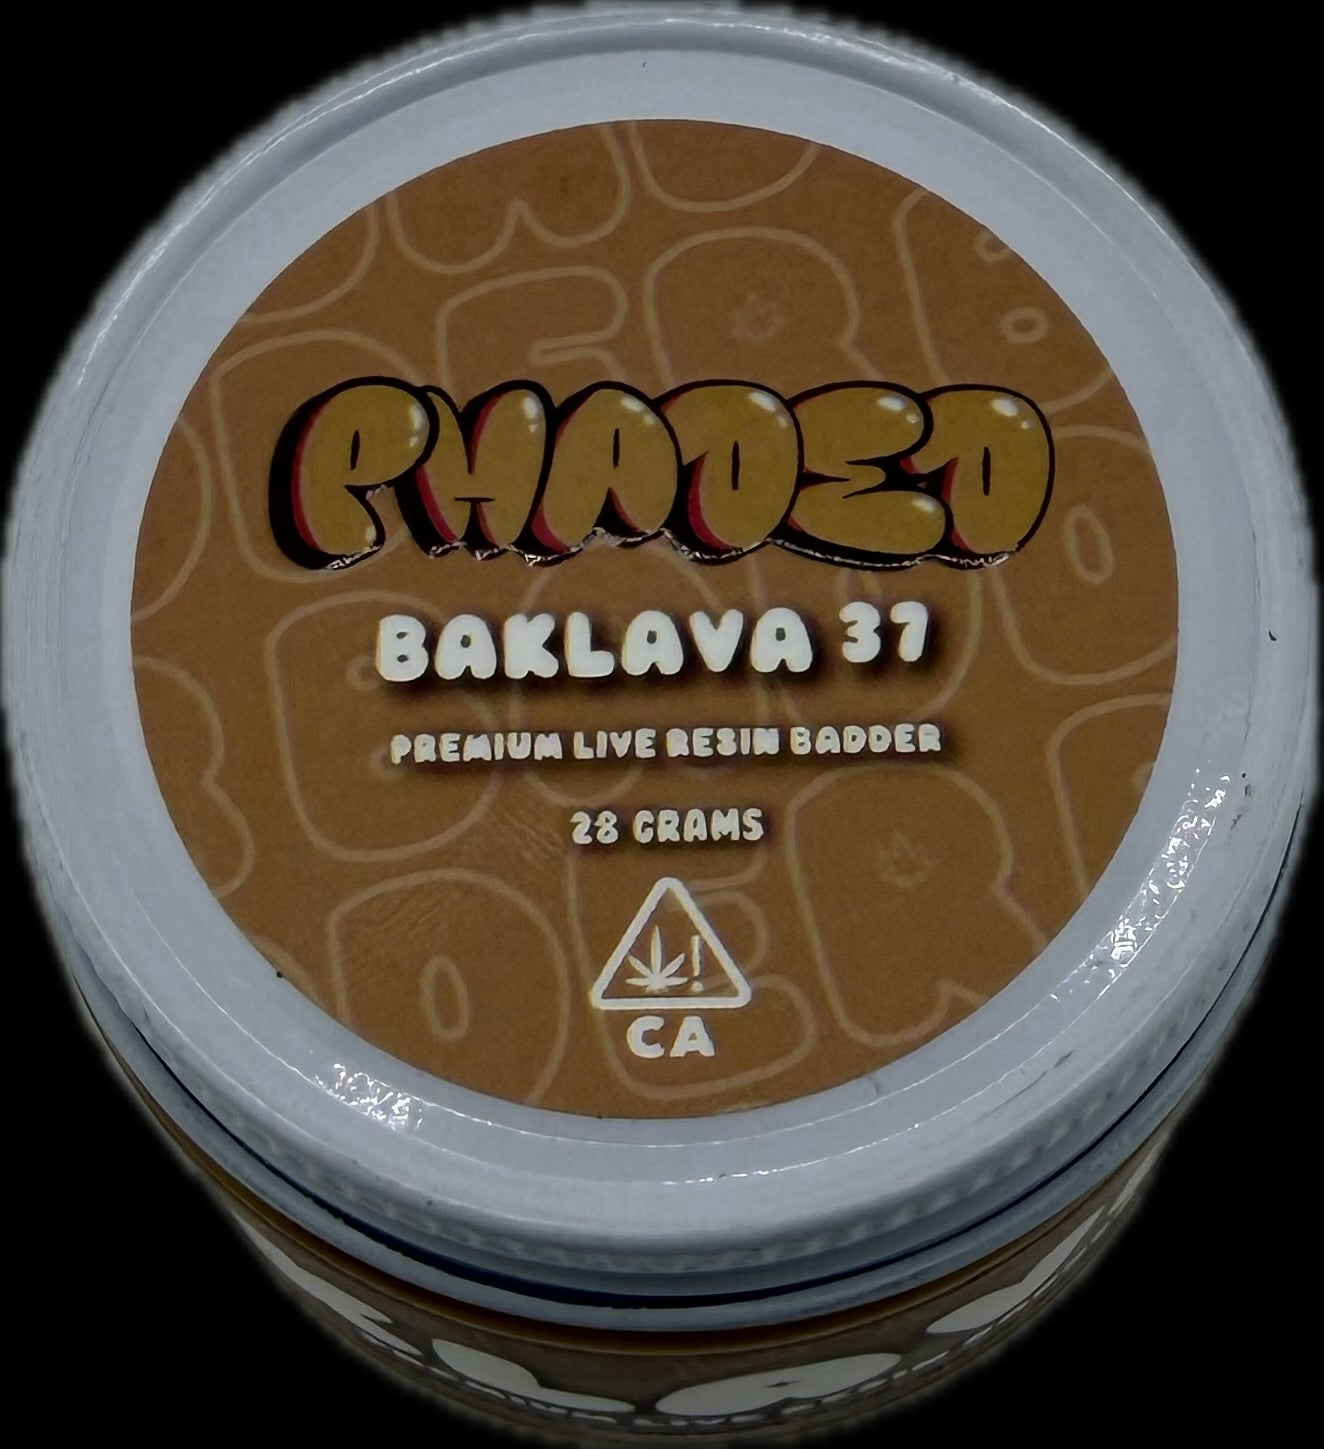 PHADED
BAKLAVA 37
PREMIUM LIVE RESIN BADDER
28 GRAMS
!
CA